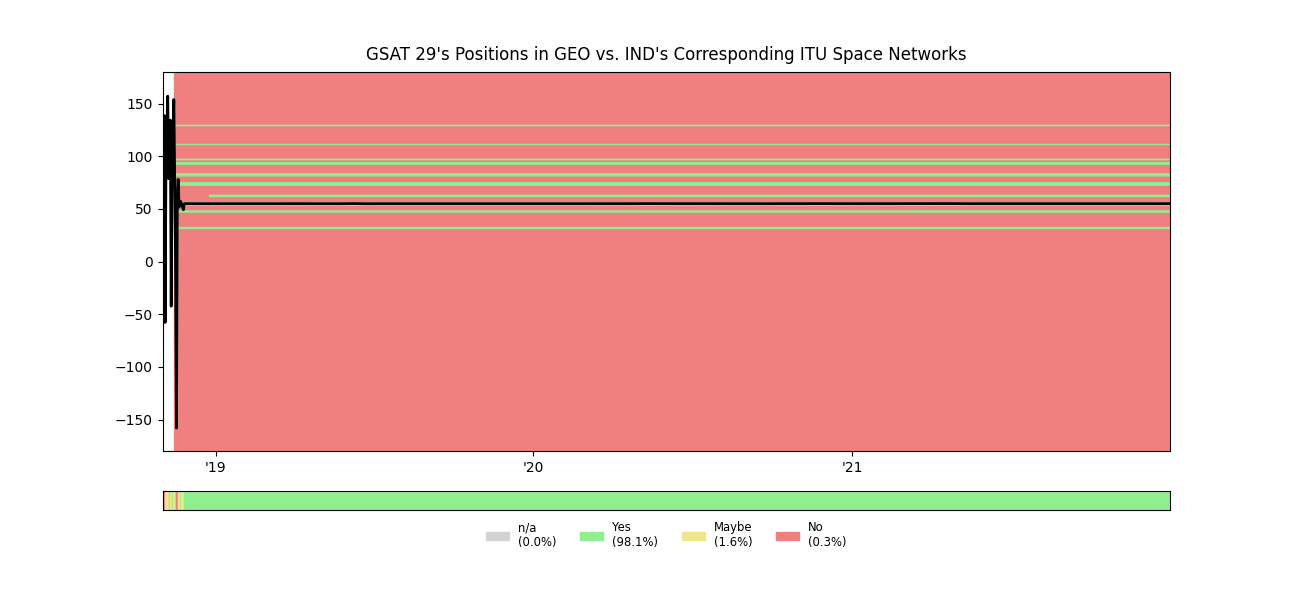 GSAT 29's Positions in GEO vs. IND's Corresponding ITU Space Networks
150
100
50
0
−50
−100
−150
'19
'20
'21
n/a
(0.0%)
Yes
(98.1%)
Maybe
(1.6%)
No
(0.3%)